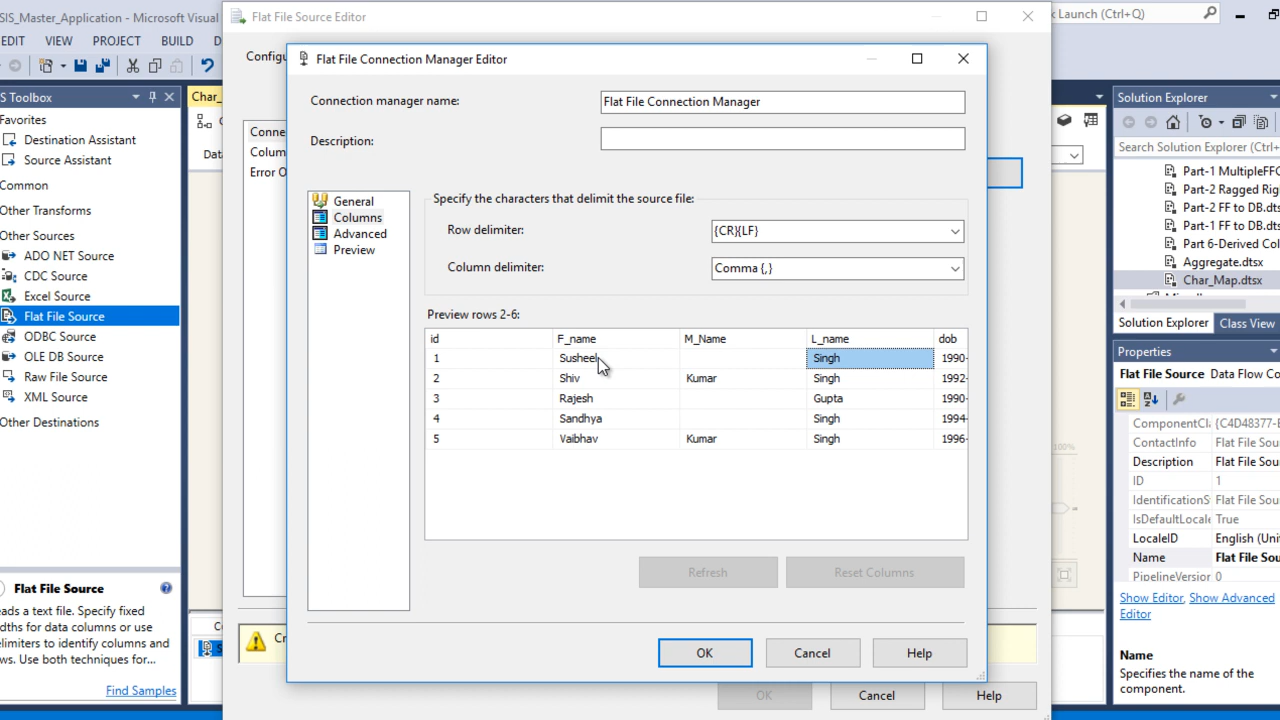 SIS_Master_Application - Microsoft Visual
Flat File Source Editor
k Launch (Ctrl+Q)
EDIT VIEW PROJECT BUILD D
Configu
S Toolbox
Favorites
Destination Assistant
Source Assistant
Common
Other Transforms
Other Sources
ADO NET Source
CDC Source
Excel Source
Flat File Source
ODBC Source
OLE DB Source
Raw File Source
XML Source
Other Destinations
Flat File Source
eads a text file. Specify fixed
dths for data columns or use
elimiters to identify columns and
ws. Use both techniques for...
Find Samples
Char_
Dat
Conne
Colum
Error O
Flat File Connection Manager Editor
Connection manager name: Flat File Connection Manager
Description:
General
Columns
Advanced
Preview
Specify the characters that delimit the source file:
Row delimiter: {CR}{LF}
Column delimiter: Comma {,}
Preview rows 2-6:
id F_name M_Name L_name dob
1 Susheel Singh 1990-
2 Shiv Kumar Singh 1992-
3 Rajesh Gupta 1990-
4 Sandhya Singh 1994-
5 Vaibhav Kumar Singh 1996-
Refresh Reset Columns
OK Cancel Help
Cr
OK Cancel Help
100%
Solution Explorer
Search Solution Explorer (Ctrl+
Part-1 MultipleFFC
Part-2 Ragged Rig
Part-2 FF to DB.dts
Part-1 FF to DB.dts
Part 6-Derived Col
Aggregate.dtsx
Char_Map.dtsx
Solution Explorer Class View
Properties
Flat File Source Data Flow Co
ComponentCl {C4D48377-E
ContactInfo Flat File Sou
Description Flat File Sou
ID 1
IdentificationS Flat File Sou
IsDefaultLocale True
LocaleID English (Uni
Name Flat File Sou
PipelineVersior 0
Show Editor, Show Advanced
Editor
Name
Specifies the name of the
component.